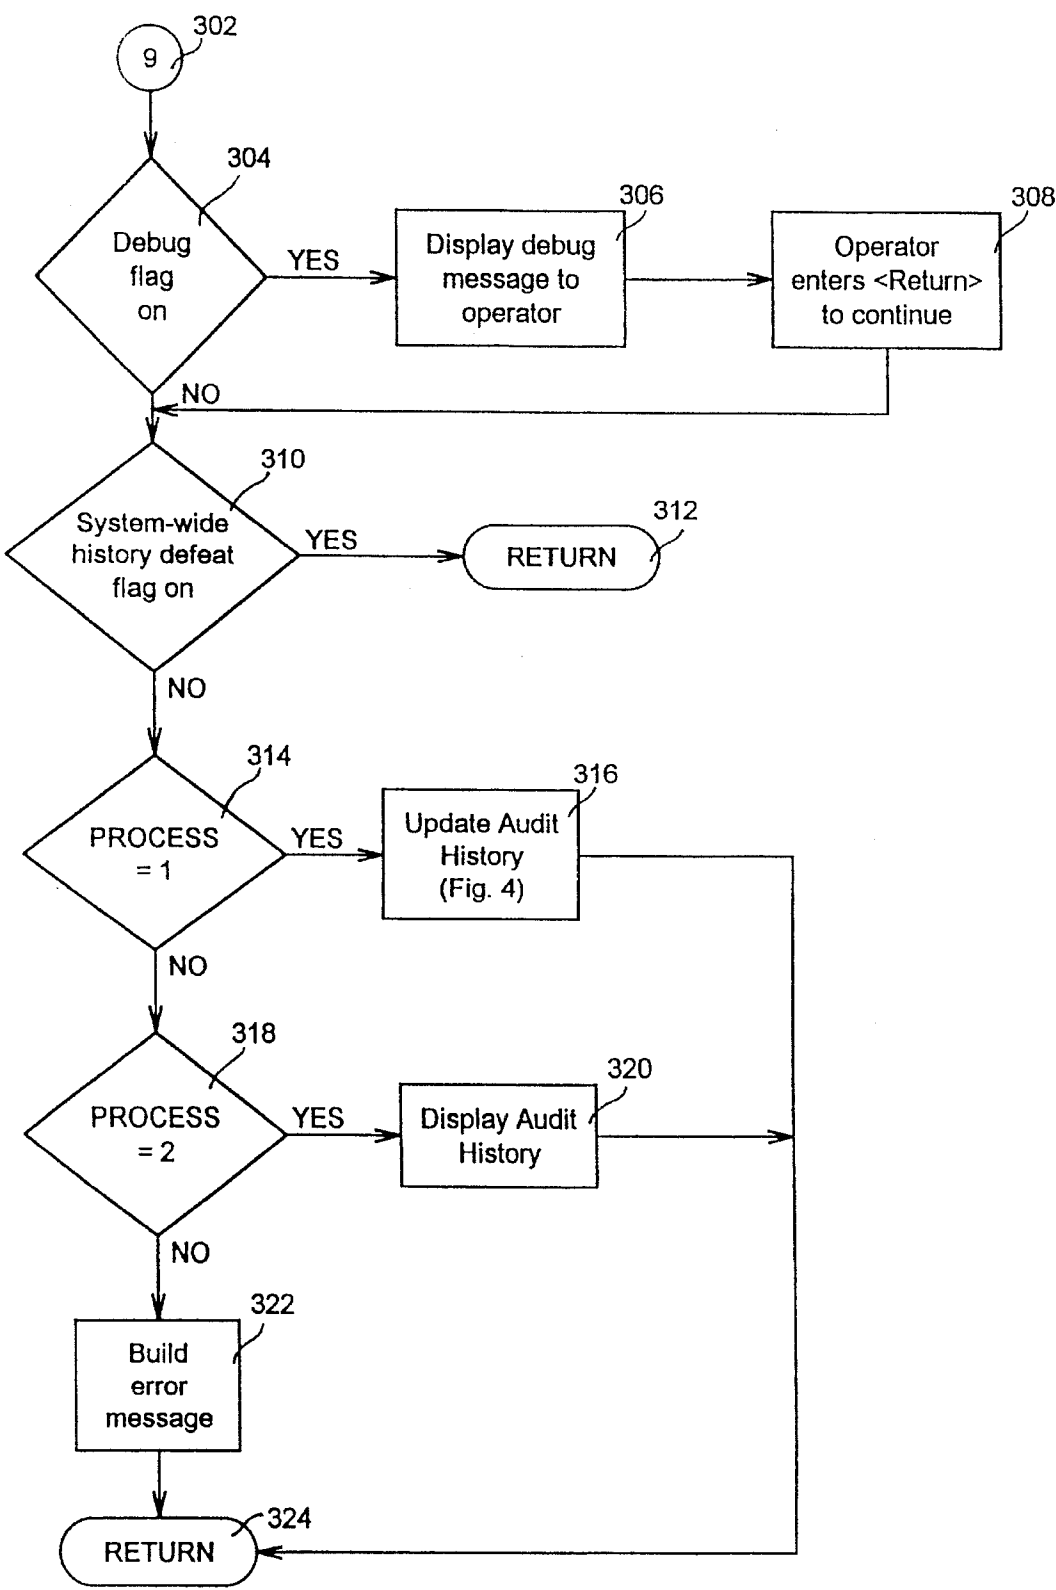 302
9
304
Debug
flag
on
YES
306
Display debug
message to
operator
308
Operator
enters <Return>
to continue
NO
310
System-wide
history defeat
flag on
YES
312
RETURN
NO
314
PROCESS
= 1
YES
316
Update Audit
History
(Fig. 4)
NO
318
PROCESS
= 2
YES
320
Display Audit
History
NO
322
Build
error
message
324
RETURN